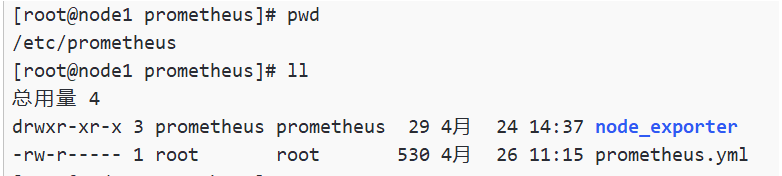 [root@node1 prometheus]# pwd
/etc/prometheus
[root@node1 prometheus]# ll
总用量 4
drwxr-xr-x 3 prometheus prometheus  29 4月  24 14:37 node_exporter
-rw-r----- 1 root       root       530 4月  26 11:15 prometheus.yml